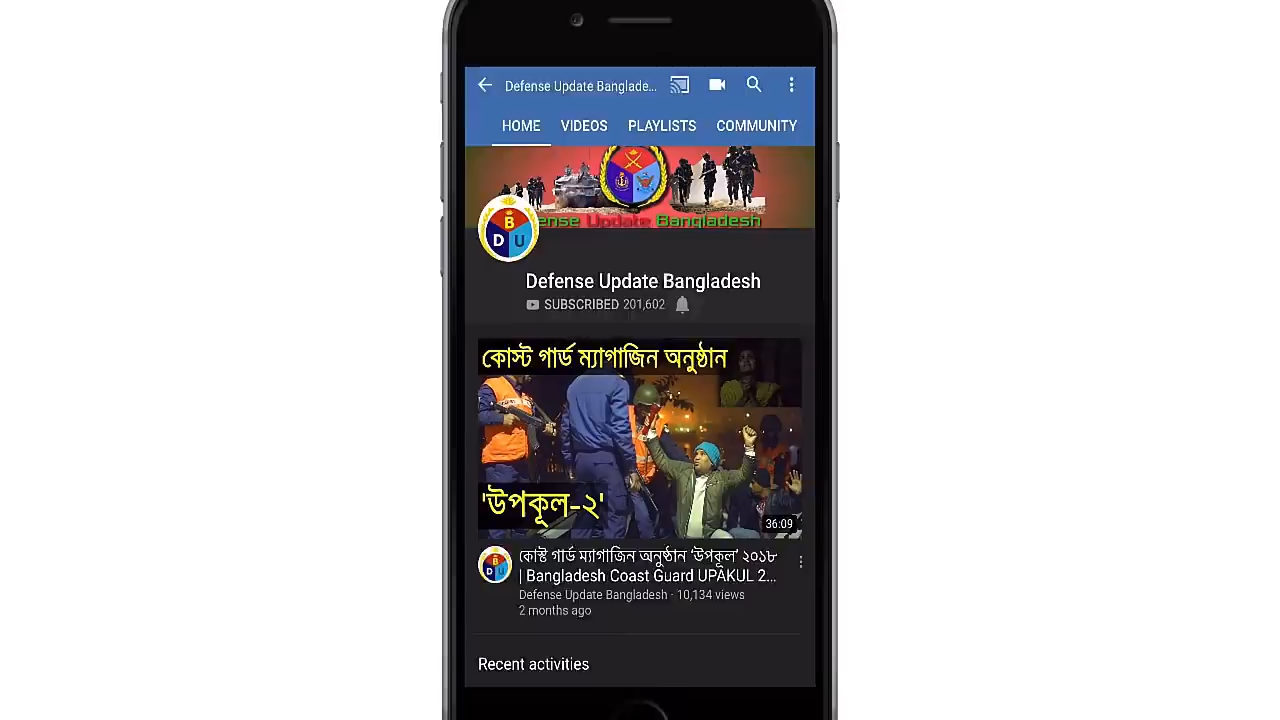 Defense Update Banglade...
HOME VIDEOS PLAYLISTS COMMUNITY
ense Update Bangladesh
B
D U
Defense Update Bangladesh
SUBSCRIBED 201,602
কোস্ট গার্ড ম্যাগাজিন অনুষ্ঠান
'উপকূল-২'
36:09
B
D U
কোস্ট গার্ড ম্যাগাজিন অনুষ্ঠান ‘উপকূল’ ২০১৮
| Bangladesh Coast Guard UPAKUL 2...
Defense Update Bangladesh · 10,134 views
2 months ago
Recent activities